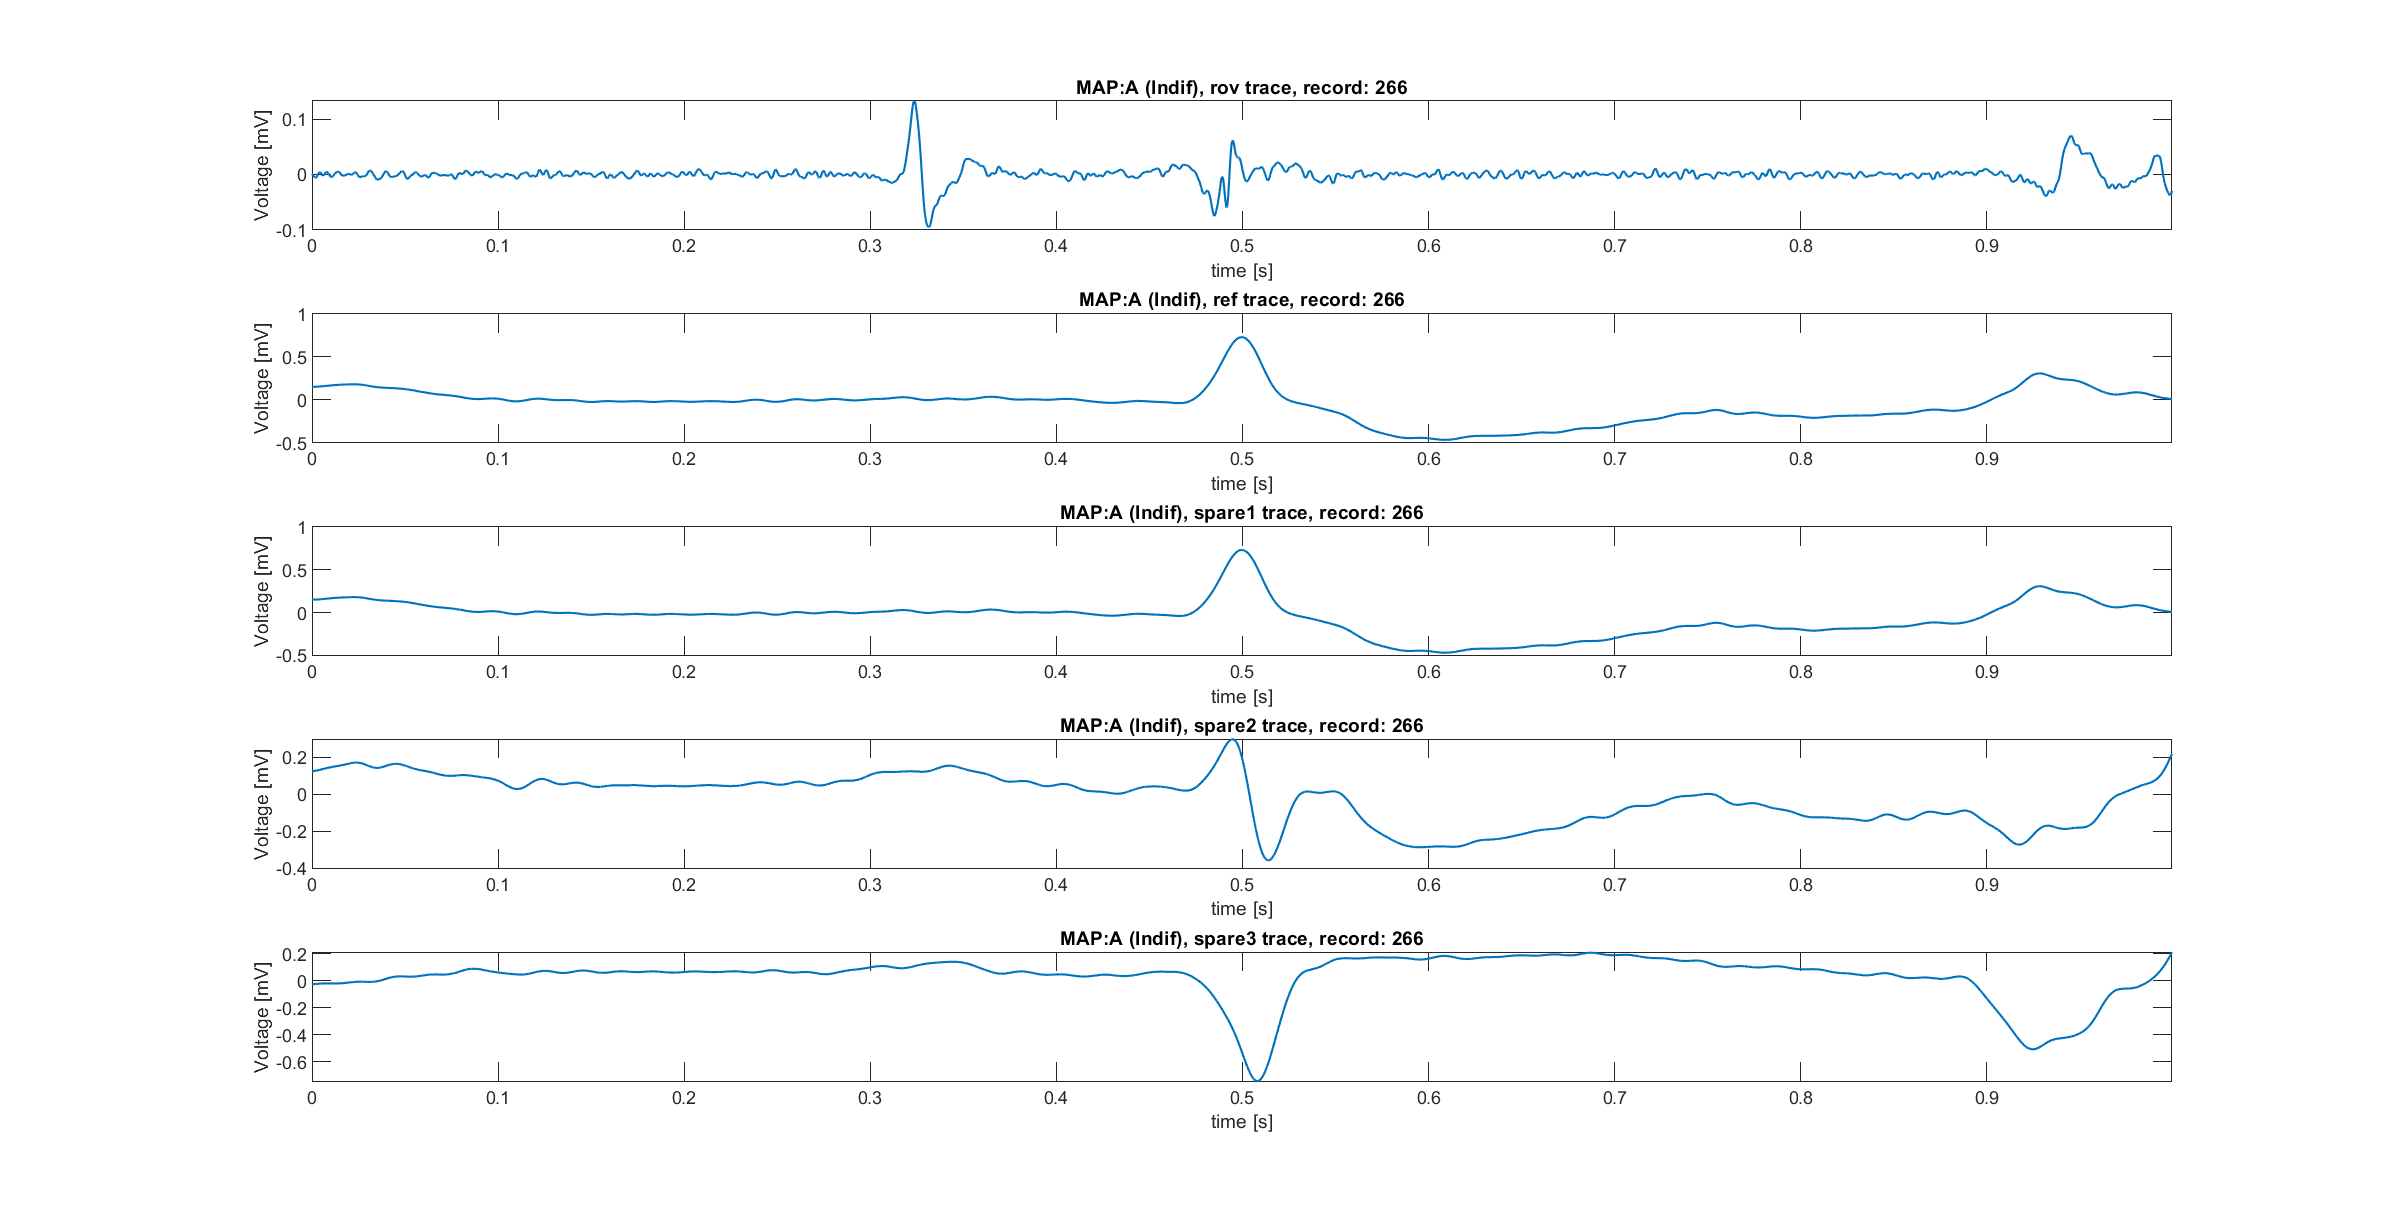 MAP:A (Indif), rov trace, record: 266
Voltage [mV]
0.1
0
-0.1
0 0.1 0.2 0.3 0.4 0.5 0.6 0.7 0.8 0.9
time [s]
MAP:A (Indif), ref trace, record: 266
Voltage [mV]
1
0.5
0
-0.5
0 0.1 0.2 0.3 0.4 0.5 0.6 0.7 0.8 0.9
time [s]
MAP:A (Indif), spare1 trace, record: 266
Voltage [mV]
1
0.5
0
-0.5
0 0.1 0.2 0.3 0.4 0.5 0.6 0.7 0.8 0.9
time [s]
MAP:A (Indif), spare2 trace, record: 266
Voltage [mV]
0.2
0
-0.2
-0.4
0 0.1 0.2 0.3 0.4 0.5 0.6 0.7 0.8 0.9
time [s]
MAP:A (Indif), spare3 trace, record: 266
Voltage [mV]
0.2
0
-0.2
-0.4
-0.6
0 0.1 0.2 0.3 0.4 0.5 0.6 0.7 0.8 0.9
time [s]